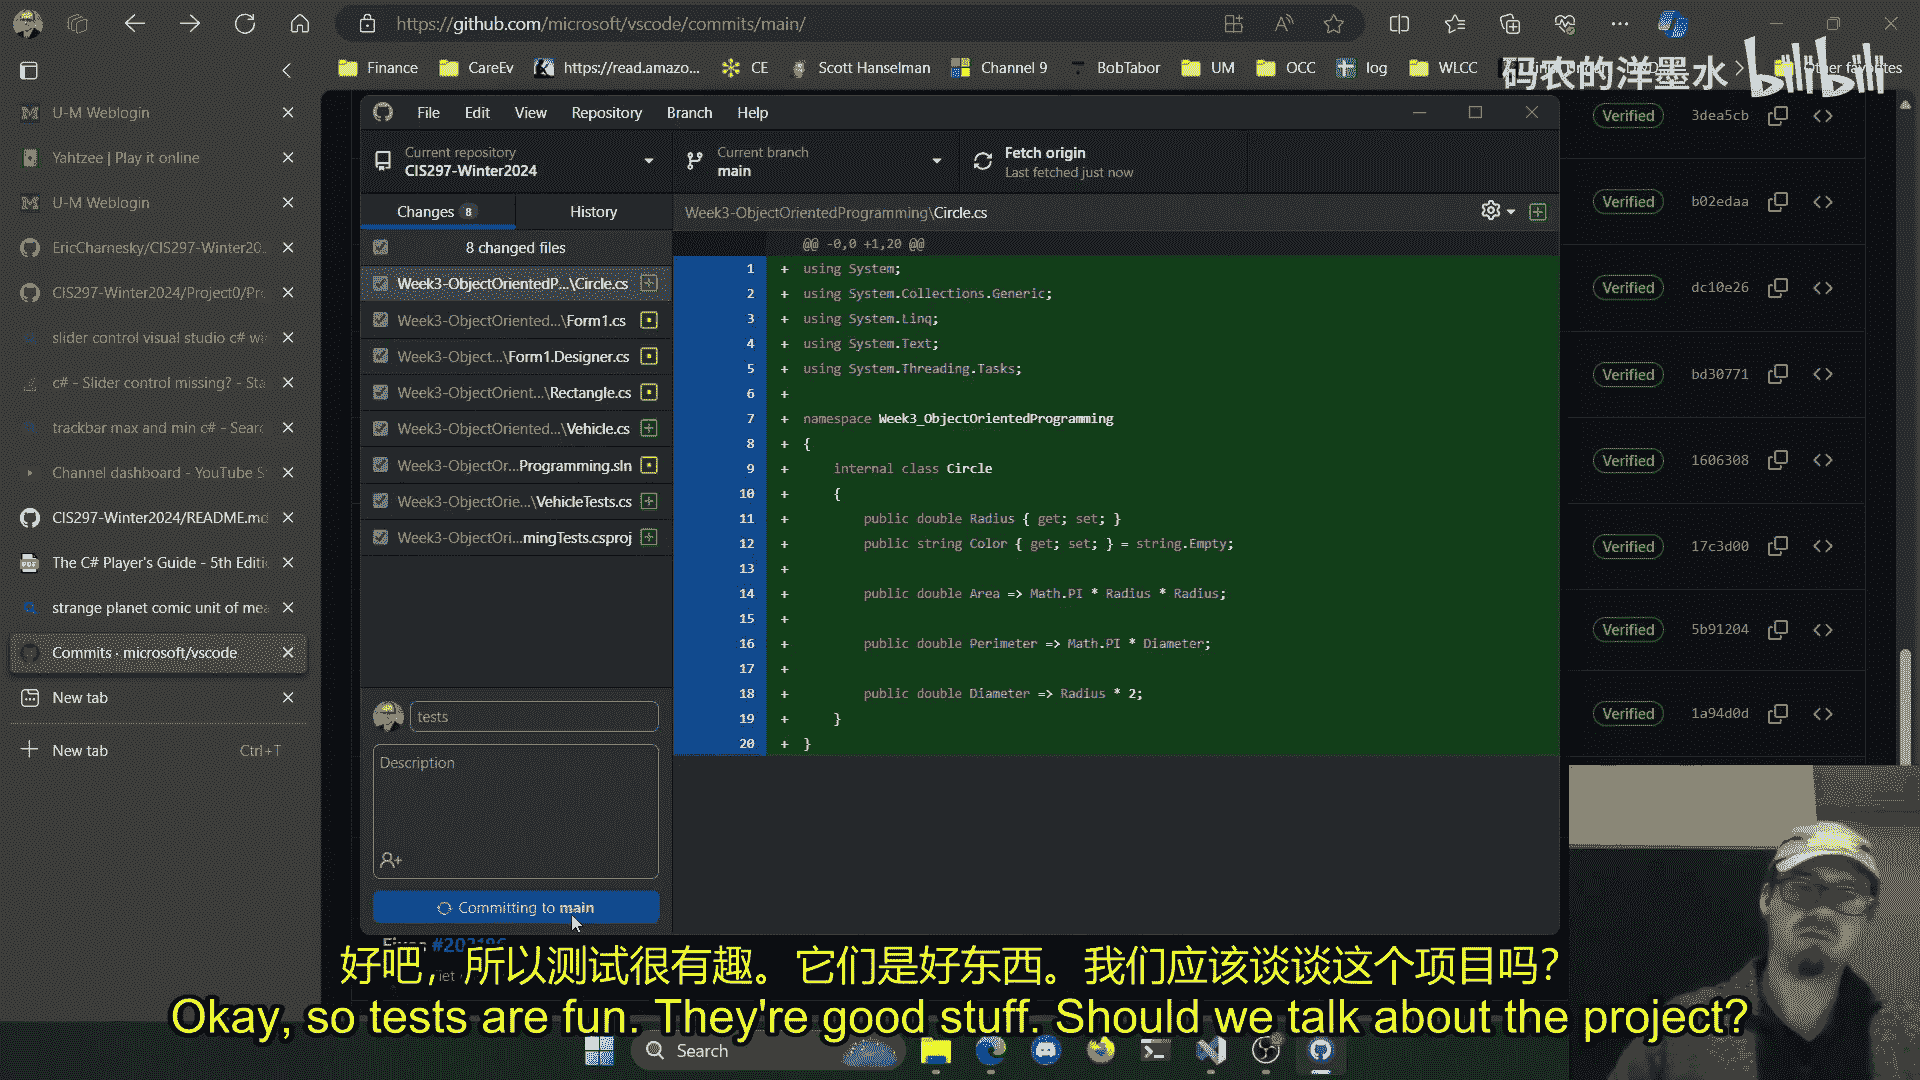 https://github.com/microsoft/vscode/commits/main/
Finance
CareEv
https://read.amazo...
CE
Scott Hanselman
Channel 9
BobTabor
UM
OCC
log
WLCC
Other favorites
码农的洋墨水
bilibili
U-M Weblogin
Yahtzee | Play it online
U-M Weblogin
EricCharnesky/CIS297-Winter20
CIS297-Winter2024/Project0/Pr
slider control visual studio c# wi
c# - Slider control missing? - Sta
trackbar max and min c# - Searc
Channel dashboard - YouTube S
CIS297-Winter2024/README.md
The C# Player's Guide - 5th Editi
strange planet comic unit of mea
Commits · microsoft/vscode
New tab
New tab Ctrl+T
File Edit View Repository Branch Help
Current repository
CIS297-Winter2024
Current branch
main
Fetch origin
Last fetched just now
Changes 8
History
8 changed files
Week3-ObjectOrientedP...\Circle.cs
Week3-ObjectOriented...\Form1.cs
Week3-Object...\Form1.Designer.cs
Week3-ObjectOrient...\Rectangle.cs
Week3-ObjectOriented...\Vehicle.cs
Week3-ObjectOr...Programming.sln
Week3-ObjectOrie...\VehicleTests.cs
Week3-ObjectOri...mingTests.csproj
tests
Description
Committing to main
Week3-ObjectOrientedProgramming\Circle.cs
@@ -0,0 +1,20 @@
1 + using System;
2 + using System.Collections.Generic;
3 + using System.Linq;
4 + using System.Text;
5 + using System.Threading.Tasks;
6 +
7 + namespace Week3_ObjectOrientedProgramming
8 + {
9 + internal class Circle
10 + {
11 + public double Radius { get; set; }
12 + public string Color { get; set; } = string.Empty;
13 +
14 + public double Area => Math.PI * Radius * Radius;
15 +
16 + public double Perimeter => Math.PI * Diameter;
17 +
18 + public double Diameter => Radius * 2;
19 + }
20 + }
Verified 3dea5cb
Verified b02edaa
Verified dc10e26
Verified bd30771
Verified 1606308
Verified 17c3d00
Verified 5b91204
Verified 1a94d0d
好吧，所以测试很有趣。它们是好东西。我们应该谈谈这个项目吗？
Okay, so tests are fun. They're good stuff. Should we talk about the project?
Search